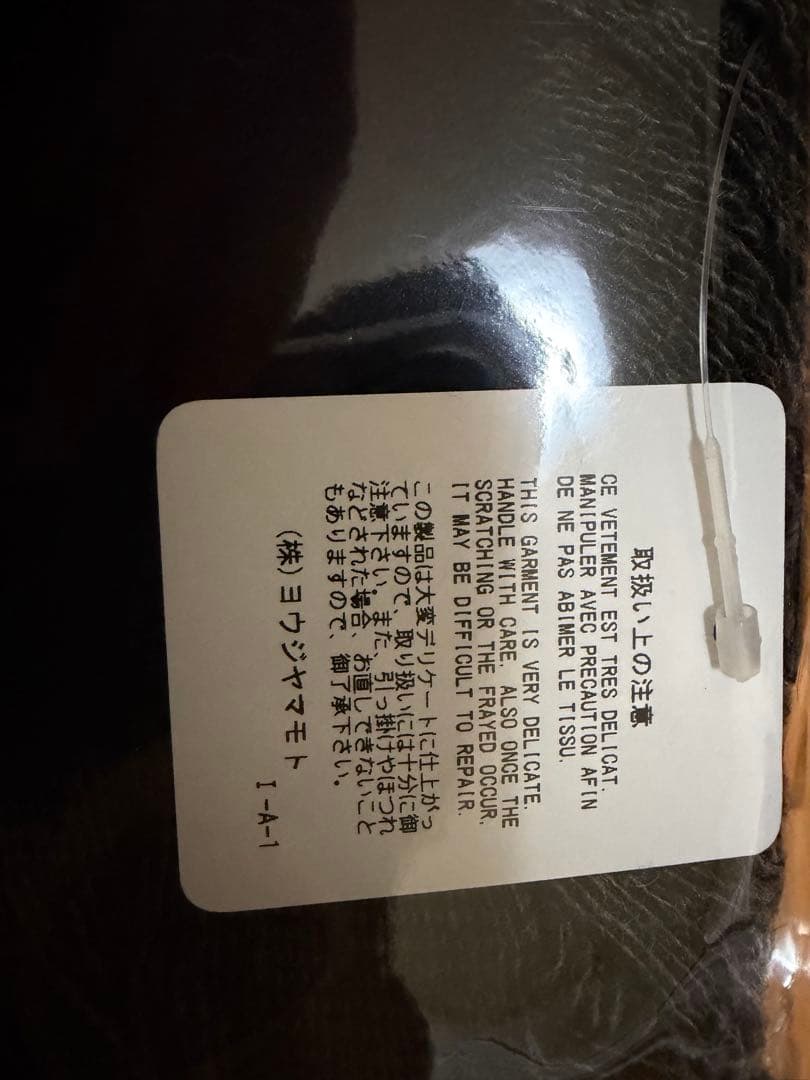 取扱い上の注意
CE VETEMENT EST TRES DELICAT.
MANIPULER AVEC PRECAUTION AFIN
DE NE PAS ABIMER LE TISSU.
THIS GARMENT IS VERY DELICATE.
HANDLE WITH CARE. ALSO ONCE THE
SCRATCHING OR THE FRAYED OCCUR.
IT MAY BE DIFFICULT TO REPAIR.
この製品は大変デリケートに仕上がっ
ていますので、取り扱いには十分に御
注意下さい。また、引っ掛けやほつれ
などされた場合、お直しできないこと
もありますので、御了承下さい。
(株)ヨウジヤマモト
I-A-1